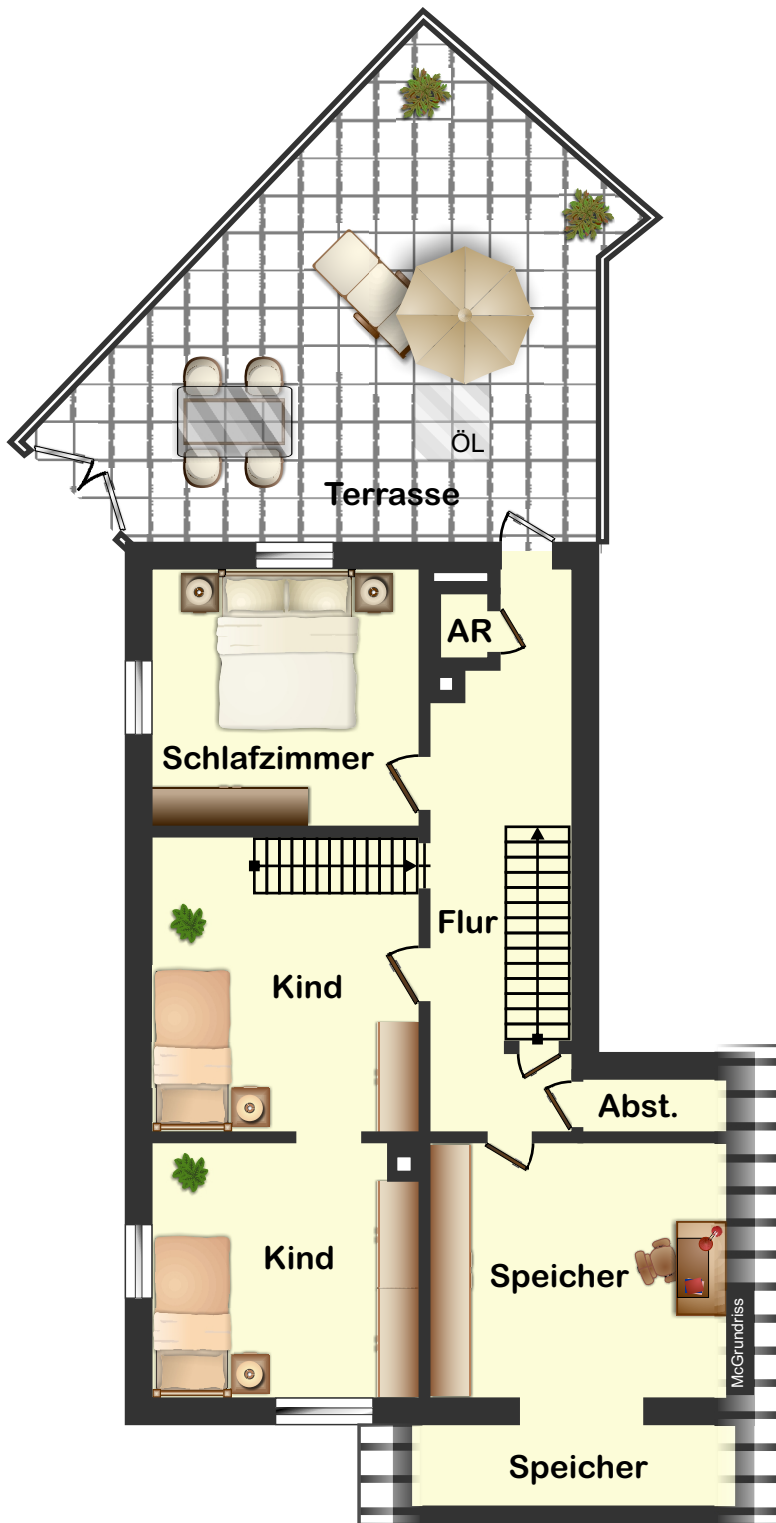 ÖL
Terrasse
AR
Schlafzimmer
Flur
Kind
Abst.
Kind
Speicher
McGrundriss
Speicher